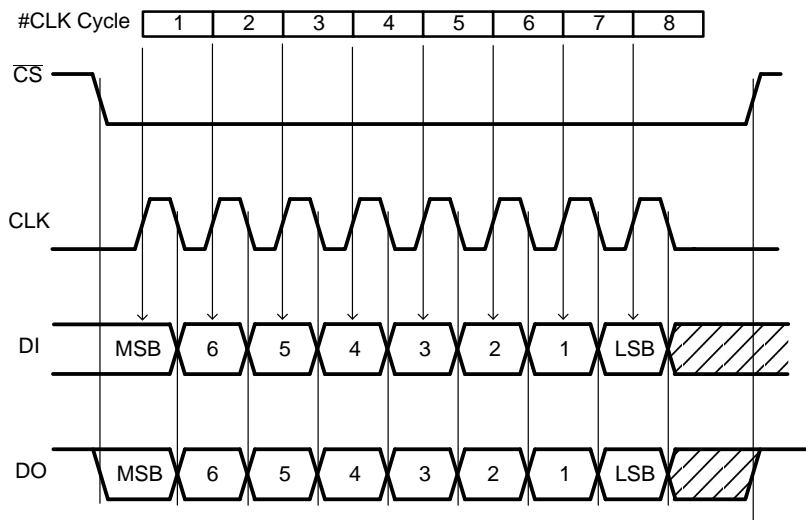 #CLK Cycle 1 2 3 4 5 6 7 8
C̅S̅
CLK
DI MSB 6 5 4 3 2 1 LSB
DO MSB 6 5 4 3 2 1 LSB